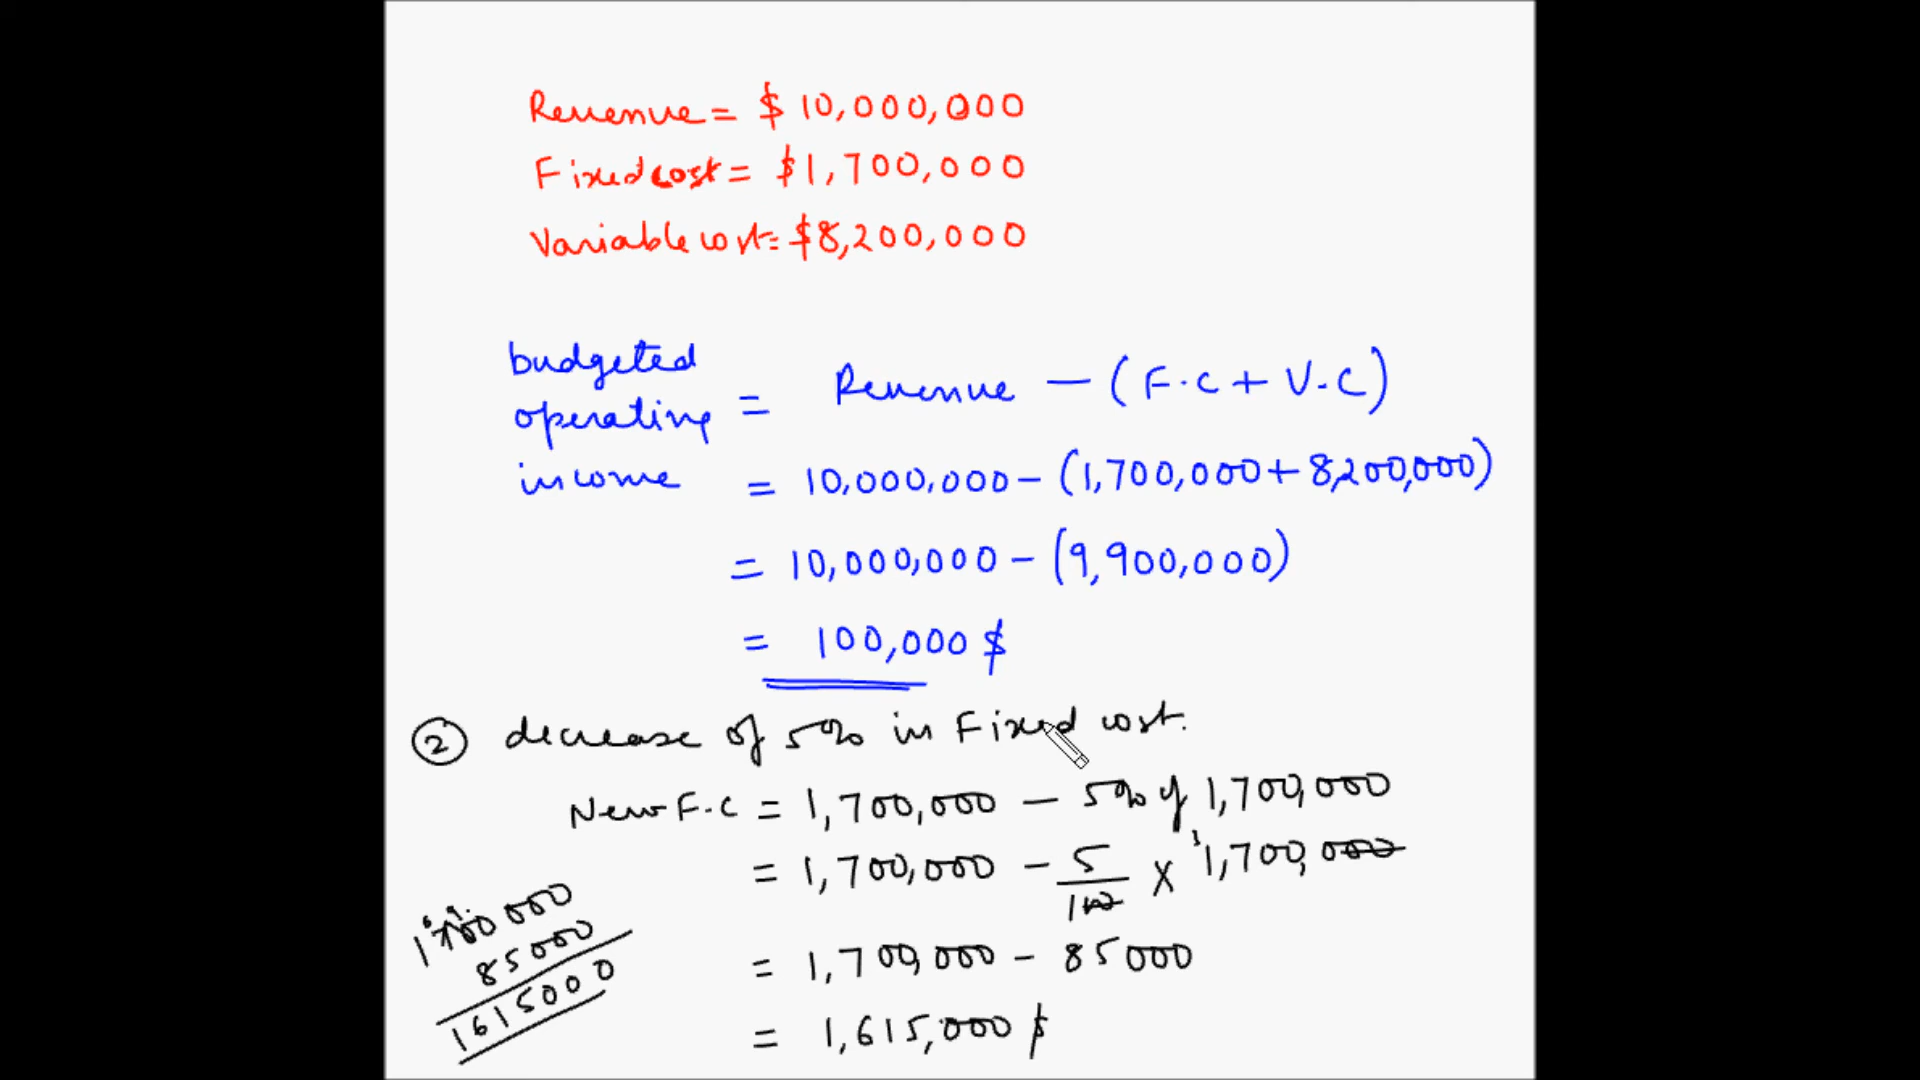 Revenue = $ 10,000,000
Fixed cost = $1,700,000
Variable cost = $8,200,000
budgeted operating income = Revenue — (F.C + V.C)
= 10,000,000 – (1,700,000 + 8,200,000)
= 10,000,000 – (9,900,000)
= 100,000 $
② decrease of 5% in Fixed cost.
New F.C = 1,700,000 — 5% of 1,700,000
= 1,700,000 – 5/100 × 1,700,000
= 1,700,000 – 85000
= 1,615,000 $
1700000
85000
1615000